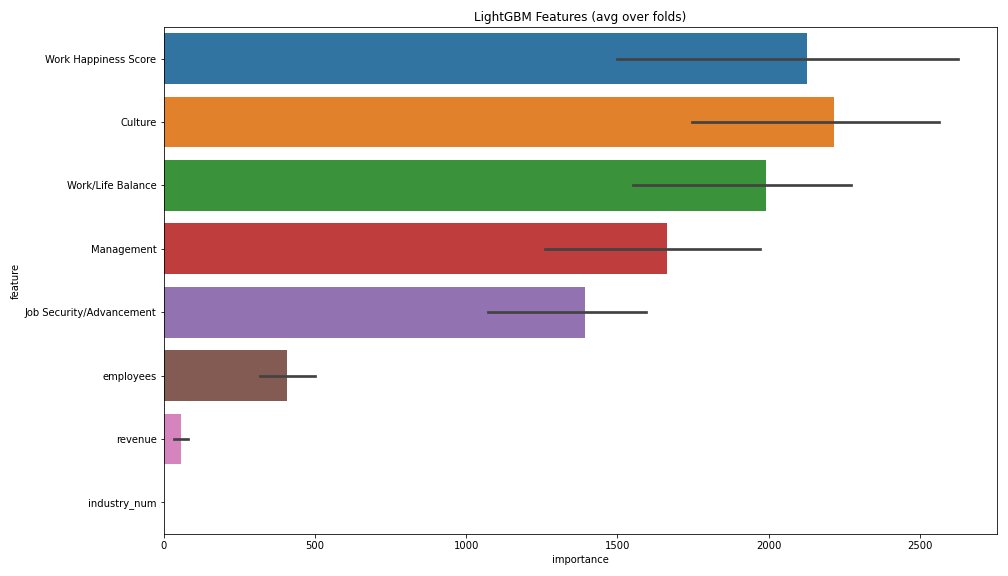 LightGBM Features (avg over folds)
Work Happiness Score
Culture
Work/Life Balance
Management
Job Security/Advancement
employees
revenue
industry_num
feature
0 500 1000 1500 2000 2500
importance